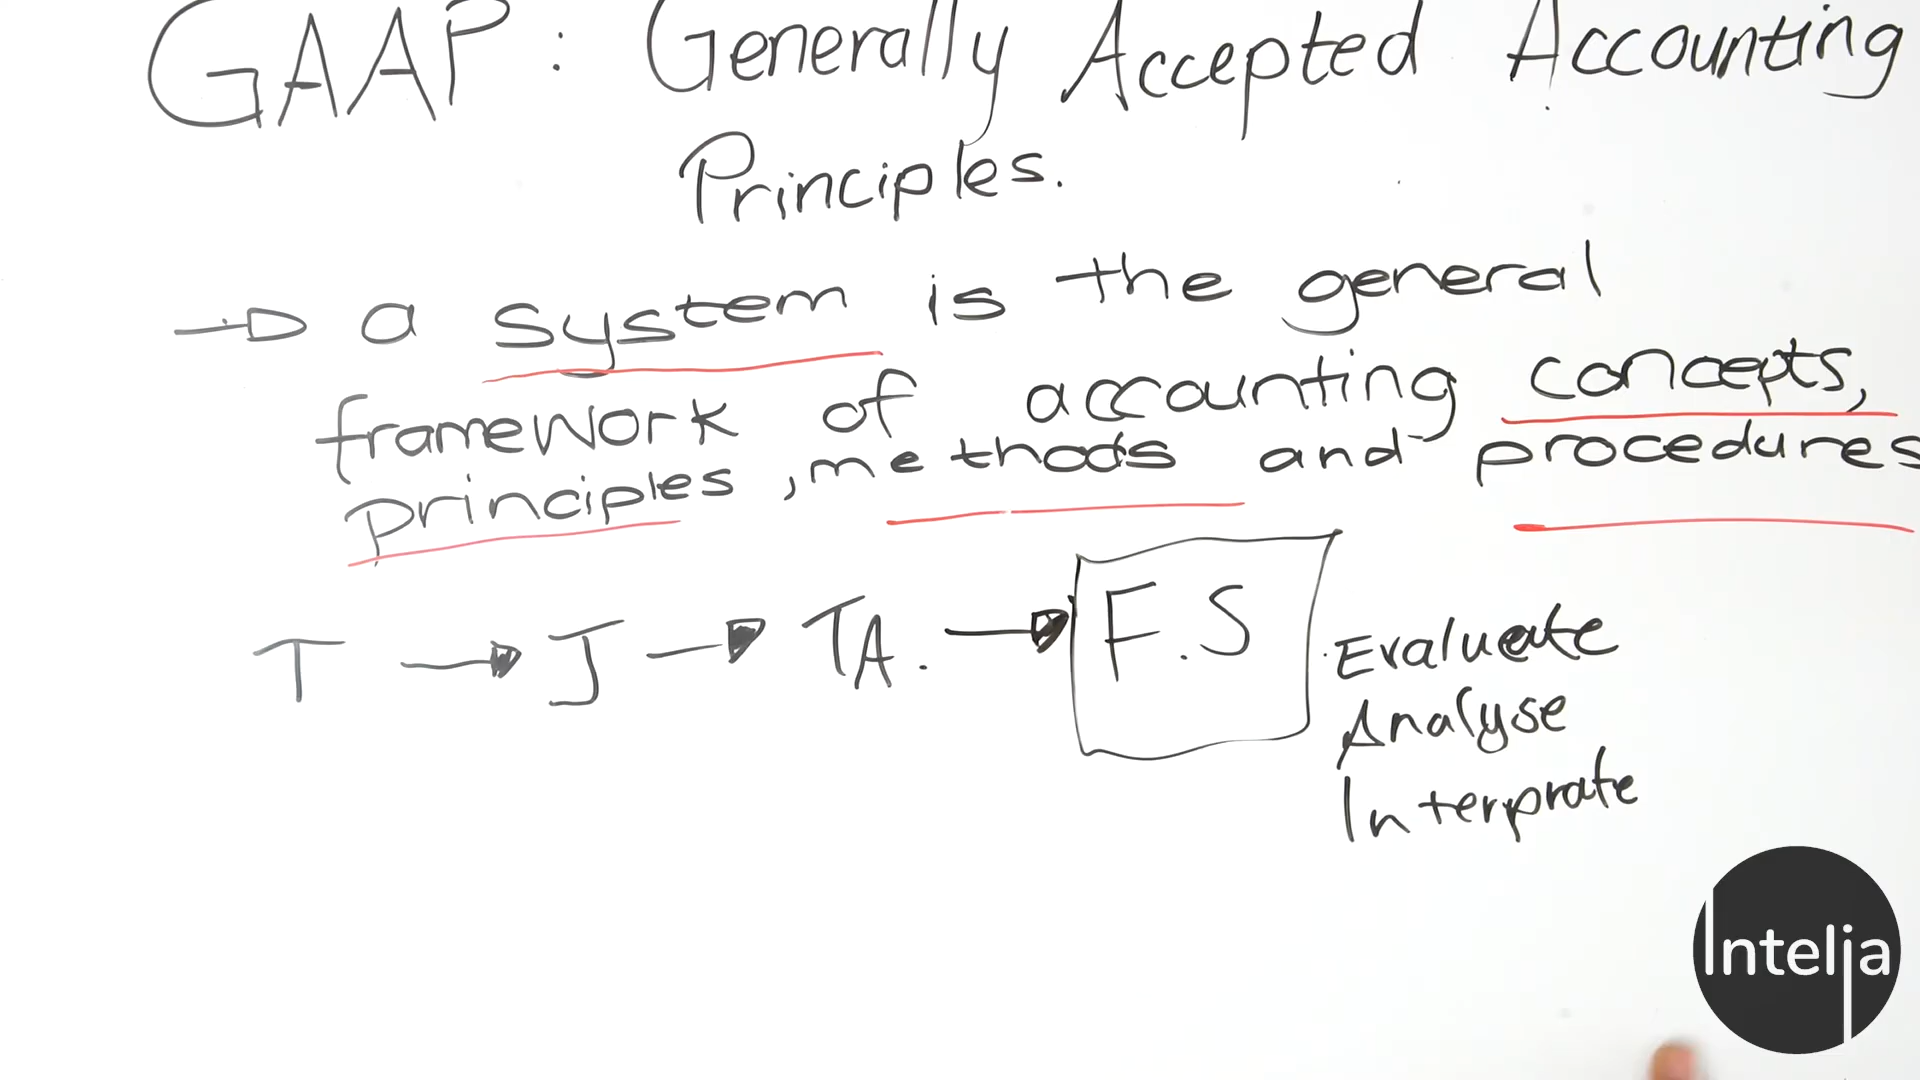 GAAP : Generally Accepted Accounting
Principles.
a system is the general
framework of accounting concepts,
principles, methods and procedures
T J TA. F.S
Evaluate
Analyse
Interprate
Intelja